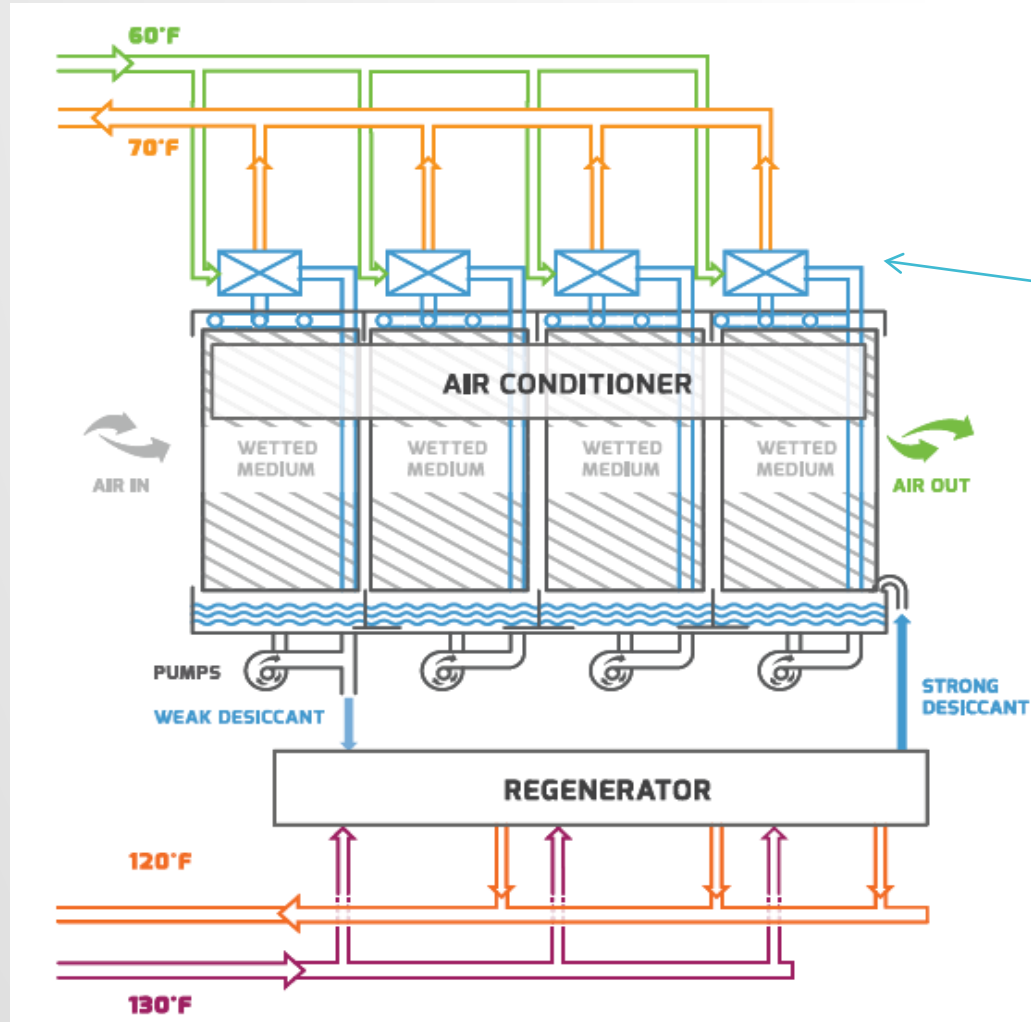 60°F
70°F
AIR CONDITIONER
WETTED
MEDIUM
WETTED
MEDIUM
WETTED
MEDIUM
WETTED
MEDIUM
AIR IN
AIR OUT
PUMPS
WEAK DESICCANT
STRONG
DESICCANT
REGENERATOR
120°F
130°F